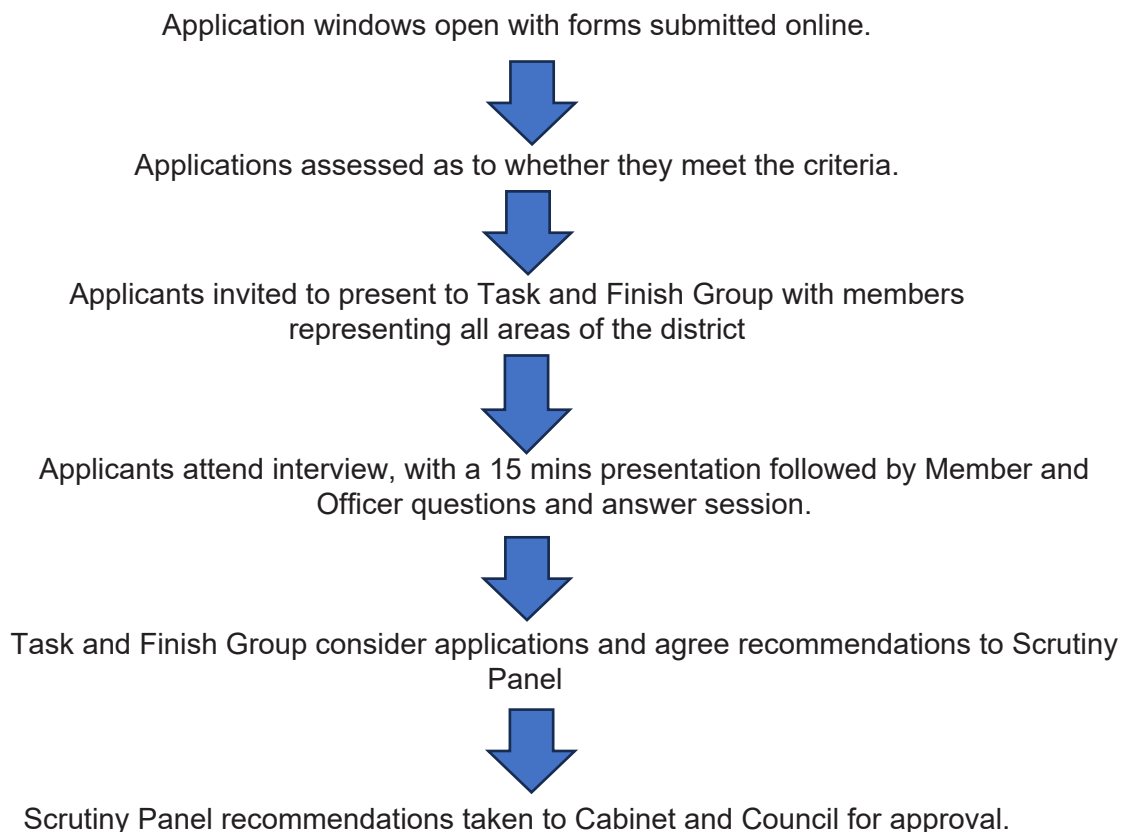 Application windows open with forms submitted online.
Applications assessed as to whether they meet the criteria.
Applicants invited to present to Task and Finish Group with members
representing all areas of the district
Applicants attend interview, with a 15 mins presentation followed by Member and
Officer questions and answer session.
Task and Finish Group consider applications and agree recommendations to Scrutiny
Panel
Scrutiny Panel recommendations taken to Cabinet and Council for approval.